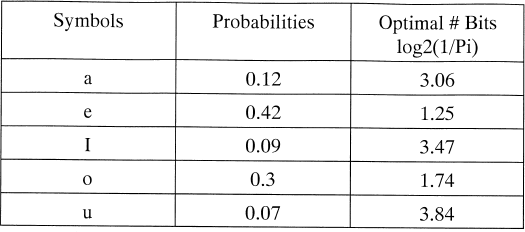 Symbols Probabilities Optimal # Bits
log2(1/Pi)
a 0.12 3.06
e 0.42 1.25
I 0.09 3.47
o 0.3 1.74
u 0.07 3.84